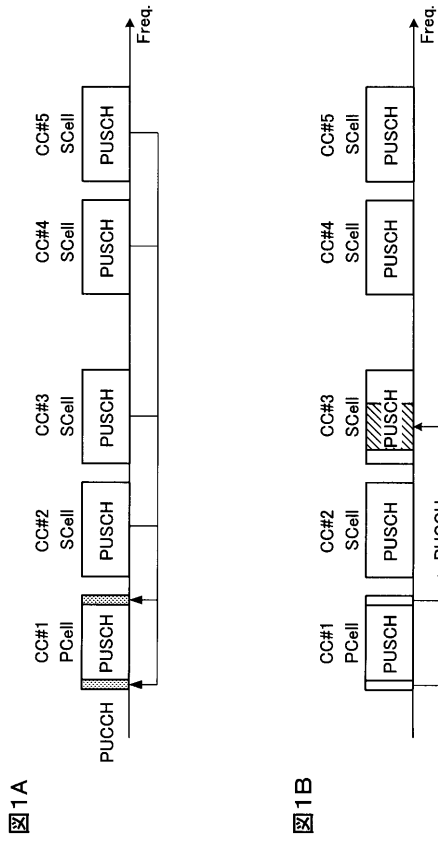 図1A
CC#1 CC#2 CC#3 CC#4 CC#5
PCell SCell SCell SCell SCell
PUSCH PUSCH PUSCH PUSCH PUSCH
PUCCH
Freq.
図1B
CC#1 CC#2 CC#3 CC#4 CC#5
PCell SCell SCell SCell SCell
PUSCH PUSCH PUSCH PUSCH PUSCH
Freq.